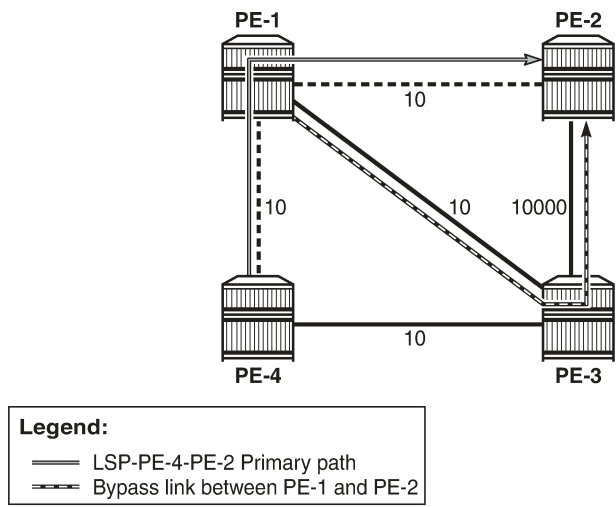 PE-1
PE-2
10
10
10
10000
10
PE-4
PE-3
Legend:
LSP-PE-4-PE-2 Primary path
Bypass link between PE-1 and PE-2